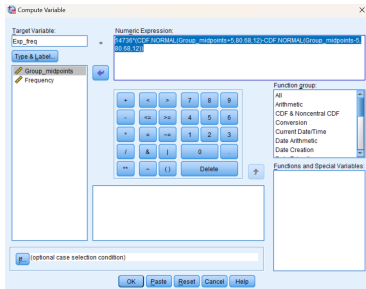 Compute Variable
Target Variable:
Exp_freq
=
Numeric Expression:
14736*(CDF.NORMAL(Group_midpoints+5,80.68,12)-CDF.NORMAL(Group_midpoints-5,
80.68,12))
Type & Label...
Group_midpoints
Frequency
+ < > 7 8 9
- <= >= 4 5 6
* = ~= 1 2 3
/ & | 0 .
** ~ ( ) Delete
Function group:
All
Arithmetic
CDF & Noncentral CDF
Conversion
Current Date/Time
Date Arithmetic
Date Creation
Functions and Special Variables:
(optional case selection condition)
OK Paste Reset Cancel Help